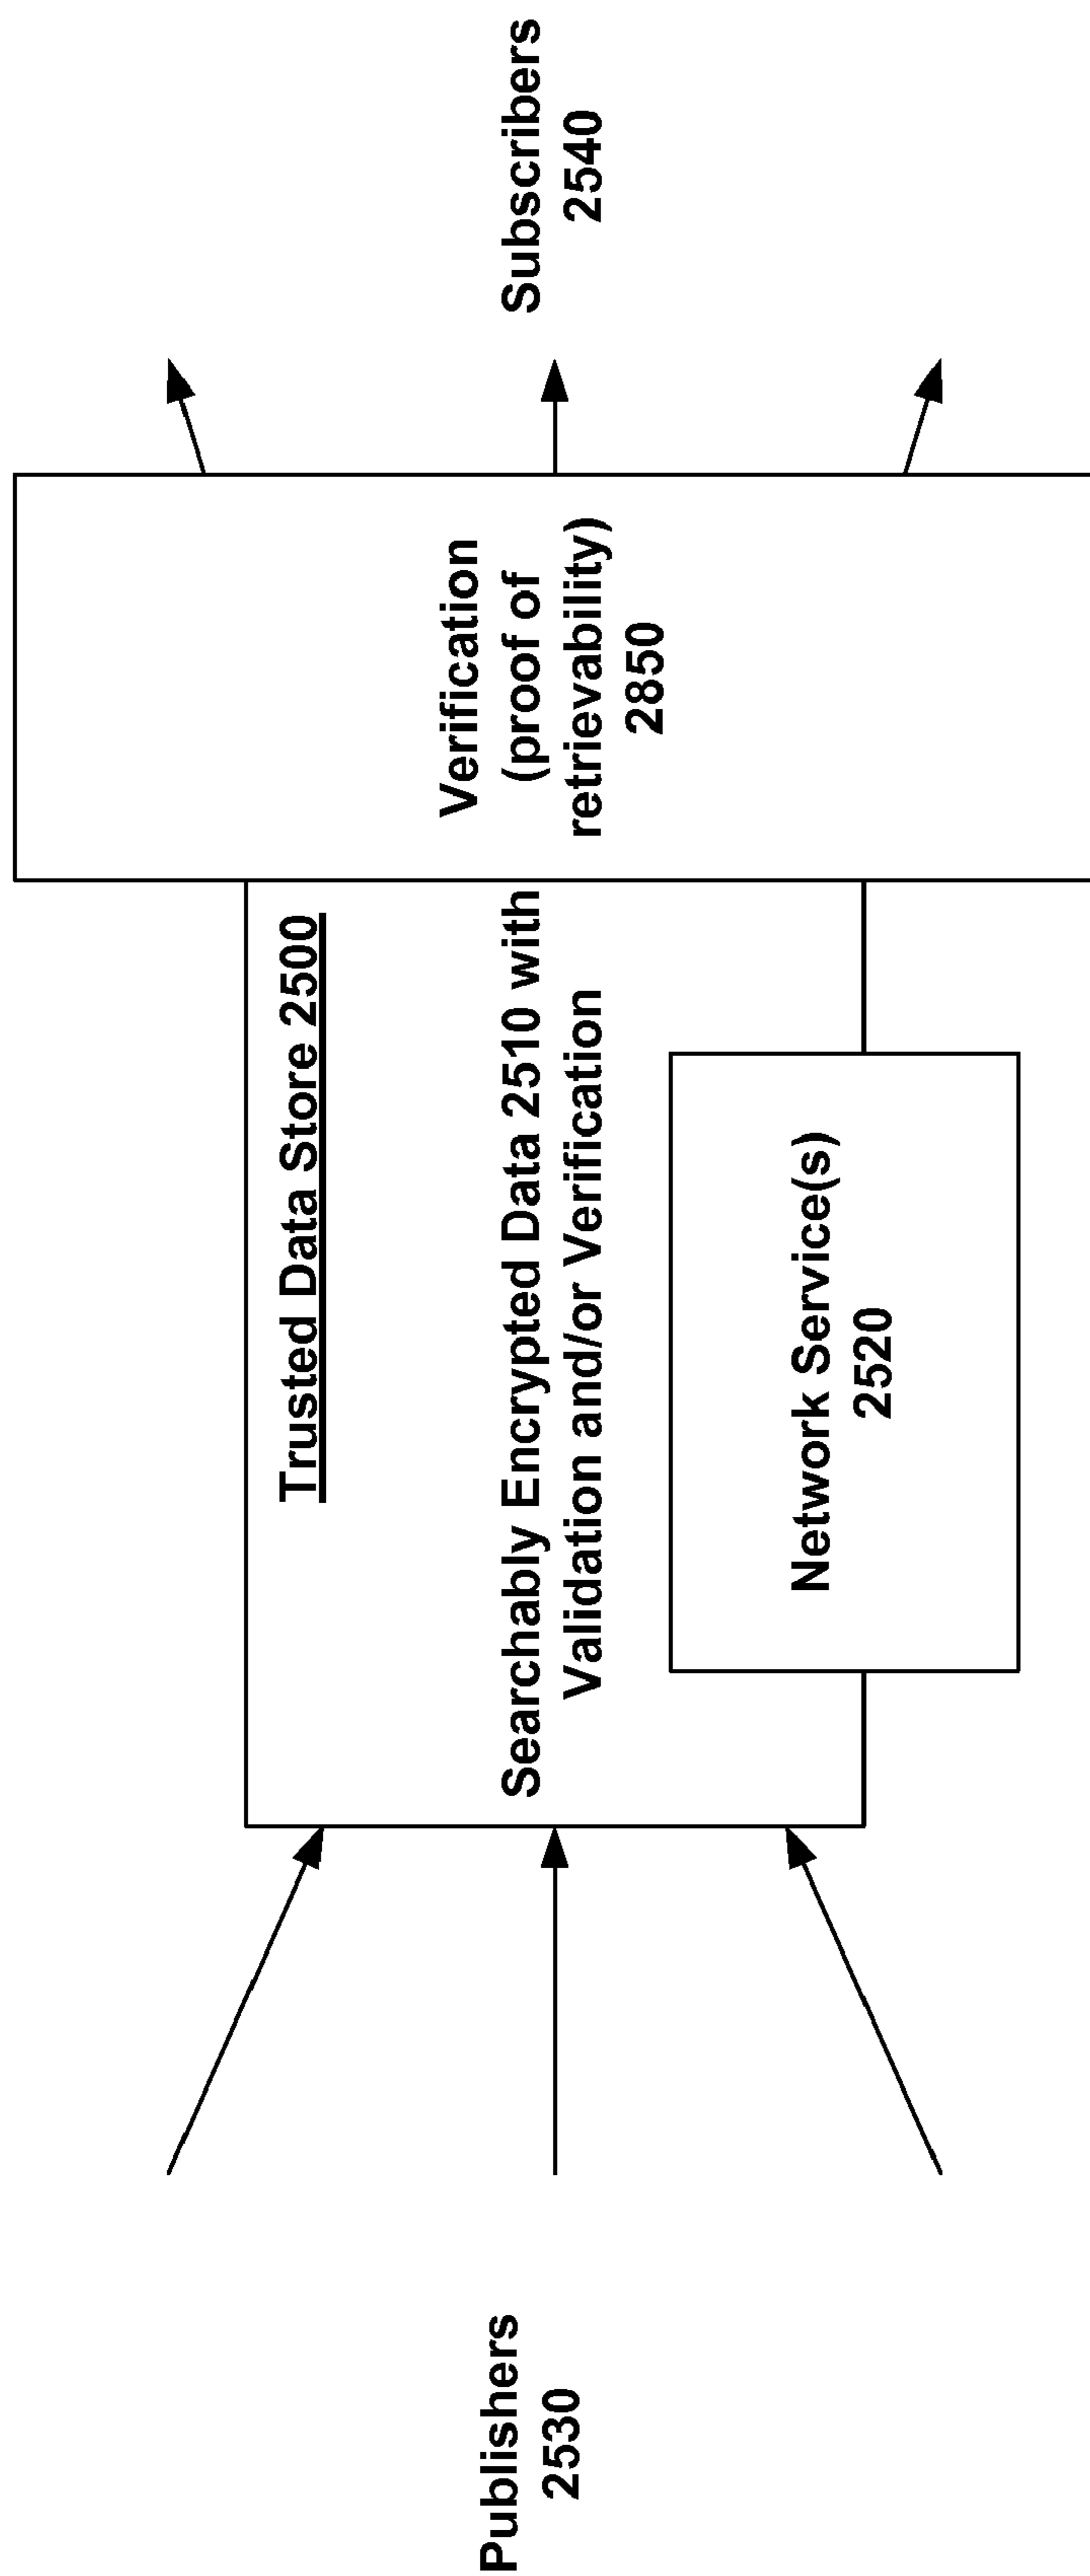 Publishers
2530
Trusted Data Store 2500
Searchably Encrypted Data 2510 with
Validation and/or Verification
Network Service(s)
2520
Verification
(proof of
retrievability)
2850
Subscribers
2540